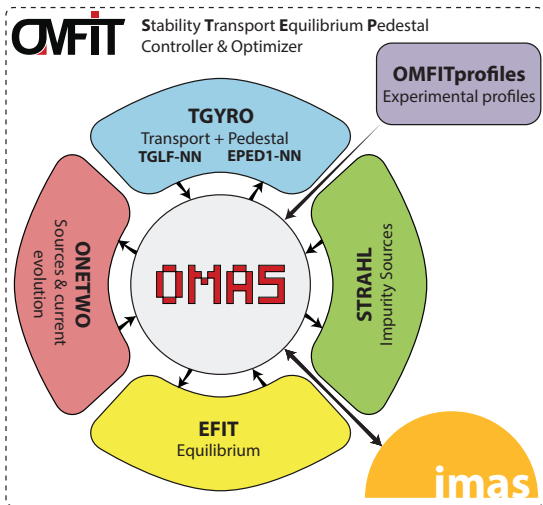 OMFiT
Stability Transport Equilibrium Pedestal
Controller & Optimizer
OMFITprofiles
Experimental profiles
TGYRO
Transport + Pedestal
TGLF-NN EPED1-NN
ONETWO
Sources & current
evolution
OMAS
STRAHL
Impurity Sources
EFIT
Equilibrium
imas